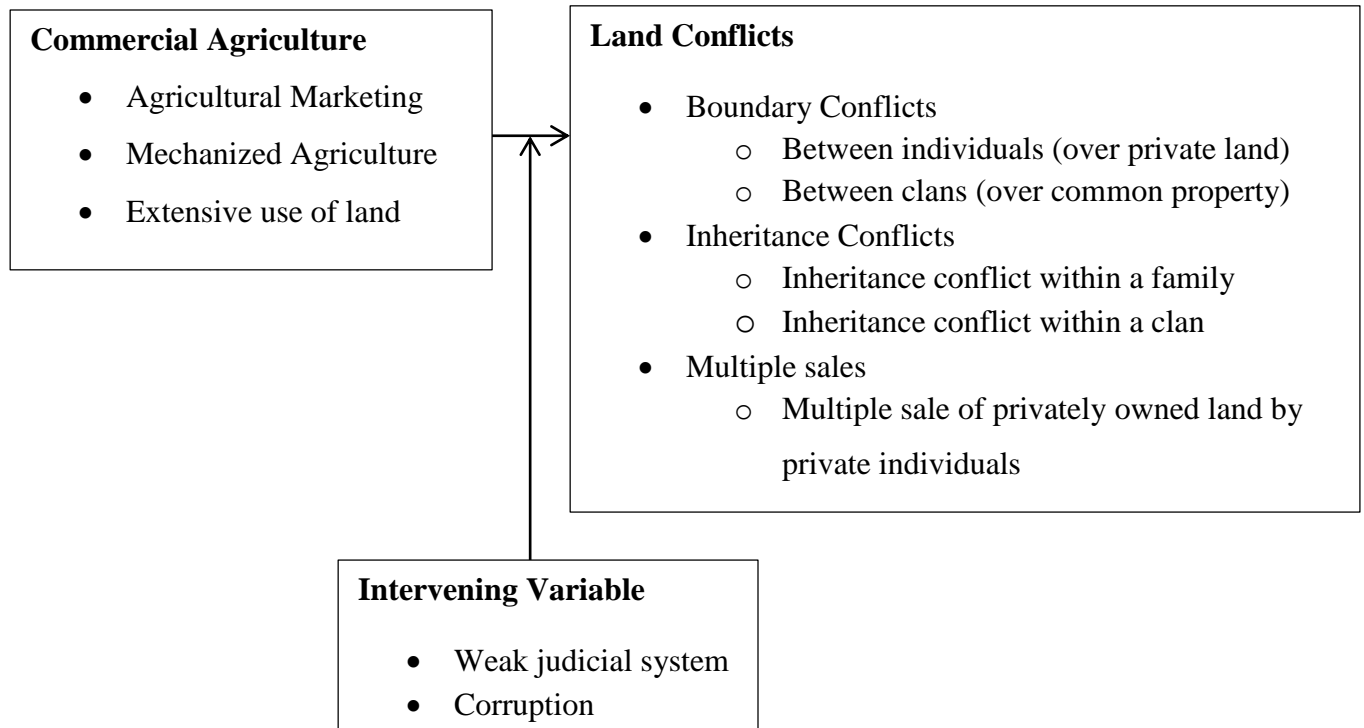 Commercial Agriculture
• Agricultural Marketing
• Mechanized Agriculture
• Extensive use of land
Land Conflicts
• Boundary Conflicts
o Between individuals (over private land)
o Between clans (over common property)
• Inheritance Conflicts
o Inheritance conflict within a family
o Inheritance conflict within a clan
• Multiple sales
o Multiple sale of privately owned land by
private individuals
Intervening Variable
• Weak judicial system
• Corruption